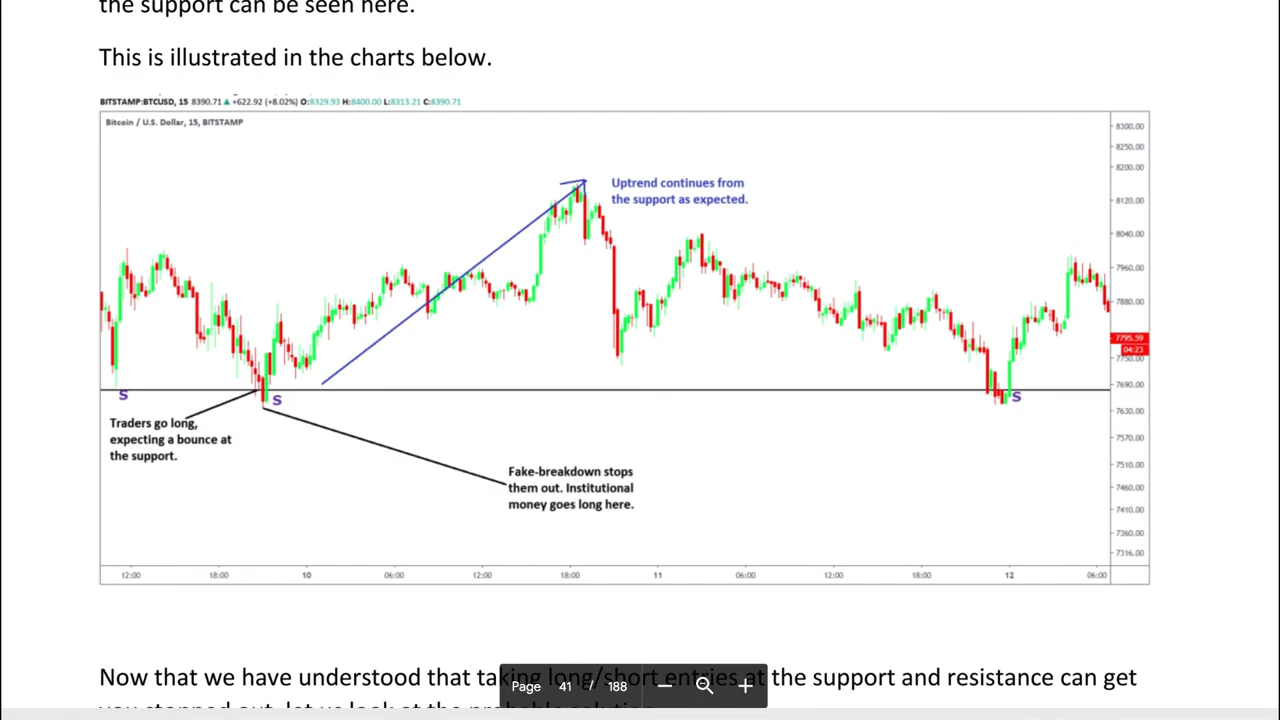 the support can be seen here.
This is illustrated in the charts below.
BITSTAMP:BTCUSD, 15 8390.71 ▲ +622.92 (+8.02%) O:8329.93 H:8400.00 L:8313.21 C:8390.71
Bitcoin / U.S. Dollar, 15, BITSTAMP
Uptrend continues from
the support as expected.
8300.00
8250.00
8200.00
8120.00
8040.00
7960.00
7880.00
7795.59
04:23
7750.00
7690.00
7630.00
7570.00
7510.00
7460.00
7410.00
7360.00
7316.00
S
S
S
Traders go long,
expecting a bounce at
the support.
Fake-breakdown stops
them out. Institutional
money goes long here.
12:00 18:00 10 06:00 12:00 18:00 11 06:00 12:00 18:00 12 06:00
Now that we have understood that taking long/short entries at the support and resistance can get
Page 41 / 188